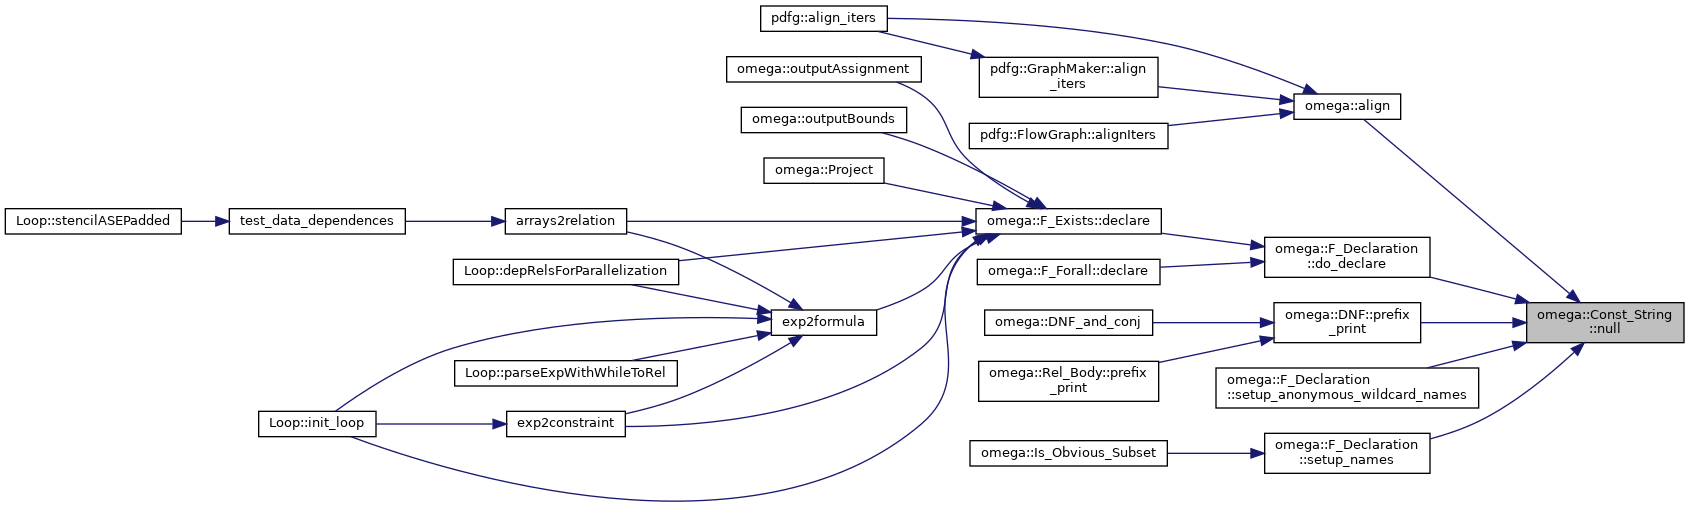 pdfg::align_iters
omega::outputAssignment
pdfg::GraphMaker::align
_iters
omega::align
omega::outputBounds
pdfg::FlowGraph::alignIters
omega::Project
Loop::stencilASEPadded
test_data_dependences
arrays2relation
omega::F_Exists::declare
omega::F_Declaration
::do_declare
Loop::depRelsForParallelization
omega::F_Forall::declare
exp2formula
omega::DNF_and_conj
omega::DNF::prefix
_print
omega::Const_String
::null
Loop::parseExpWithWhileToRel
omega::Rel_Body::prefix
_print
omega::F_Declaration
::setup_anonymous_wildcard_names
Loop::init_loop
exp2constraint
omega::Is_Obvious_Subset
omega::F_Declaration
::setup_names